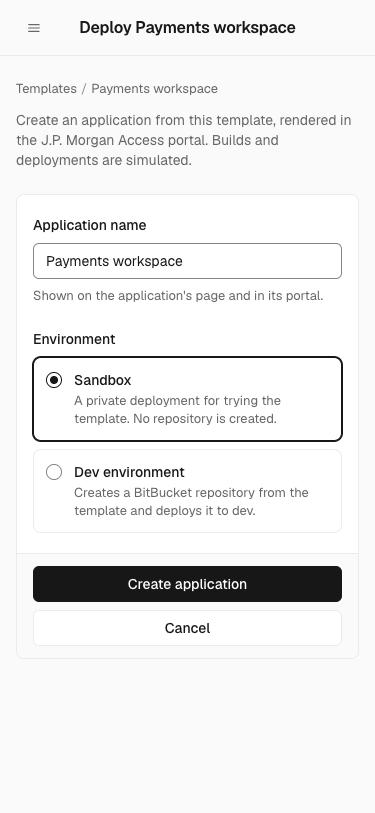 Deploy Payments workspace
Templates / Payments workspace
Create an application from this template, rendered in
the J.P. Morgan Access portal. Builds and
deployments are simulated.
Application name
Payments workspace
Shown on the application's page and in its portal.
Environment
Sandbox
A private deployment for trying the
template. No repository is created.
Dev environment
Creates a BitBucket repository from the
template and deploys it to dev.
Create application
Cancel